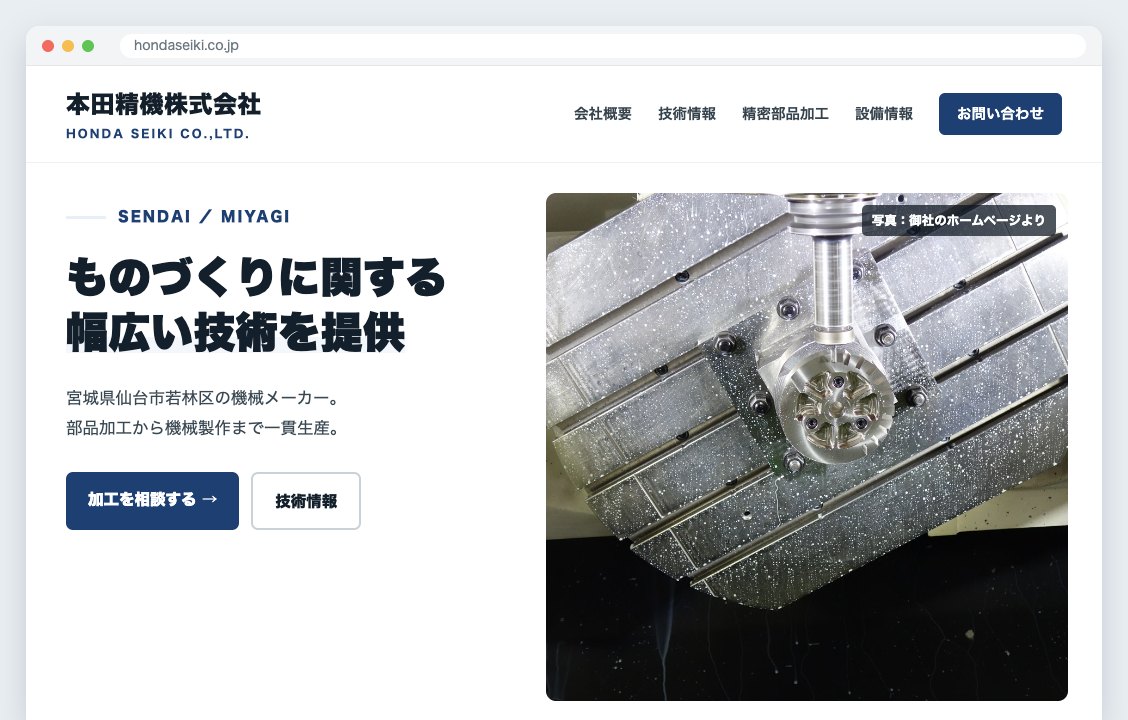 hondaseiki.co.jp
本田精機株式会社
HONDA SEIKI CO.,LTD.
会社概要
技術情報
精密部品加工
設備情報
お問い合わせ
SENDAI / MIYAGI
ものづくりに関する
幅広い技術を提供
宮城県仙台市若林区の機械メーカー。
部品加工から機械製作まで一貫生産。
加工を相談する →
技術情報
写真：御社のホームページより